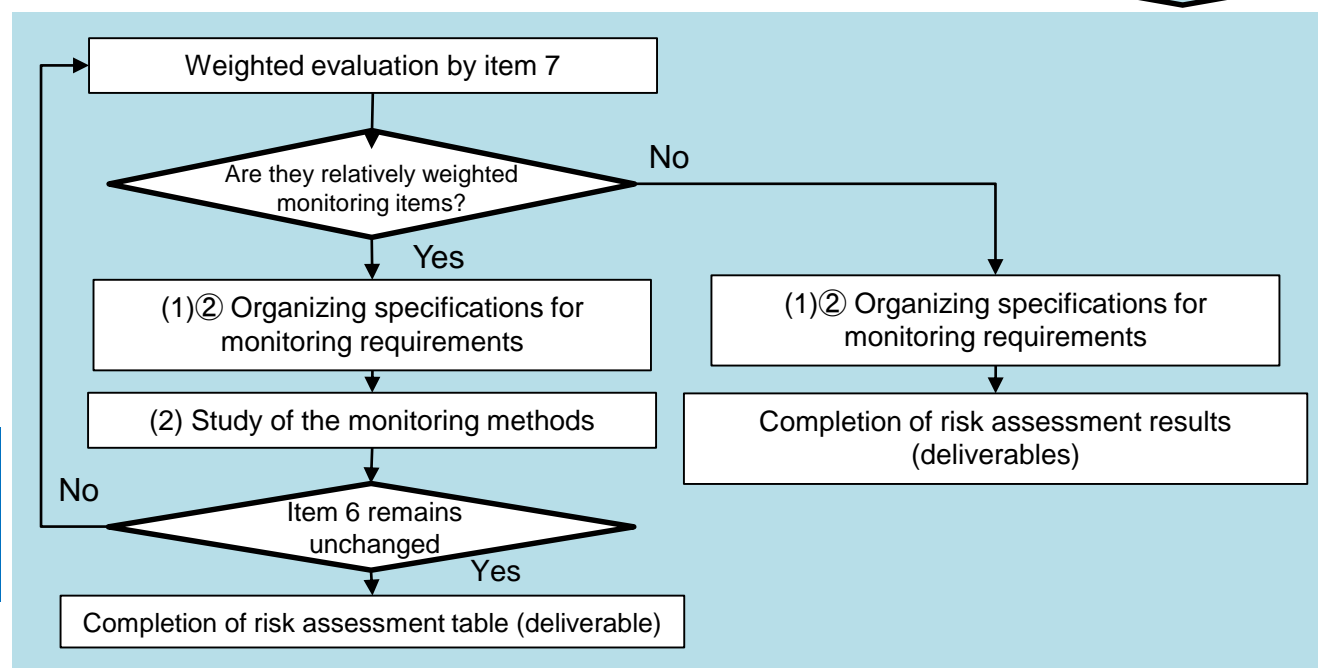 Weighted evaluation by item 7
Are they relatively weighted
monitoring items?
No
Yes
(1)② Organizing specifications for
monitoring requirements
(1)② Organizing specifications for
monitoring requirements
(2) Study of the monitoring methods
Completion of risk assessment results
(deliverables)
No
Item 6 remains
unchanged
Yes
Completion of risk assessment table (deliverable)